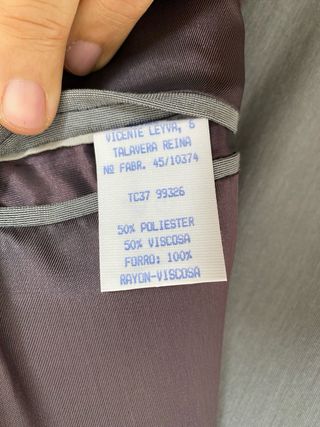 VICENTE LEYVA, 6
TALAVERA REINA
Nº FABR. 45/10374
TC37 99326
50% POLIESTER
50% VISCOSA
FORRO: 100%
RAYON-VISCOSA